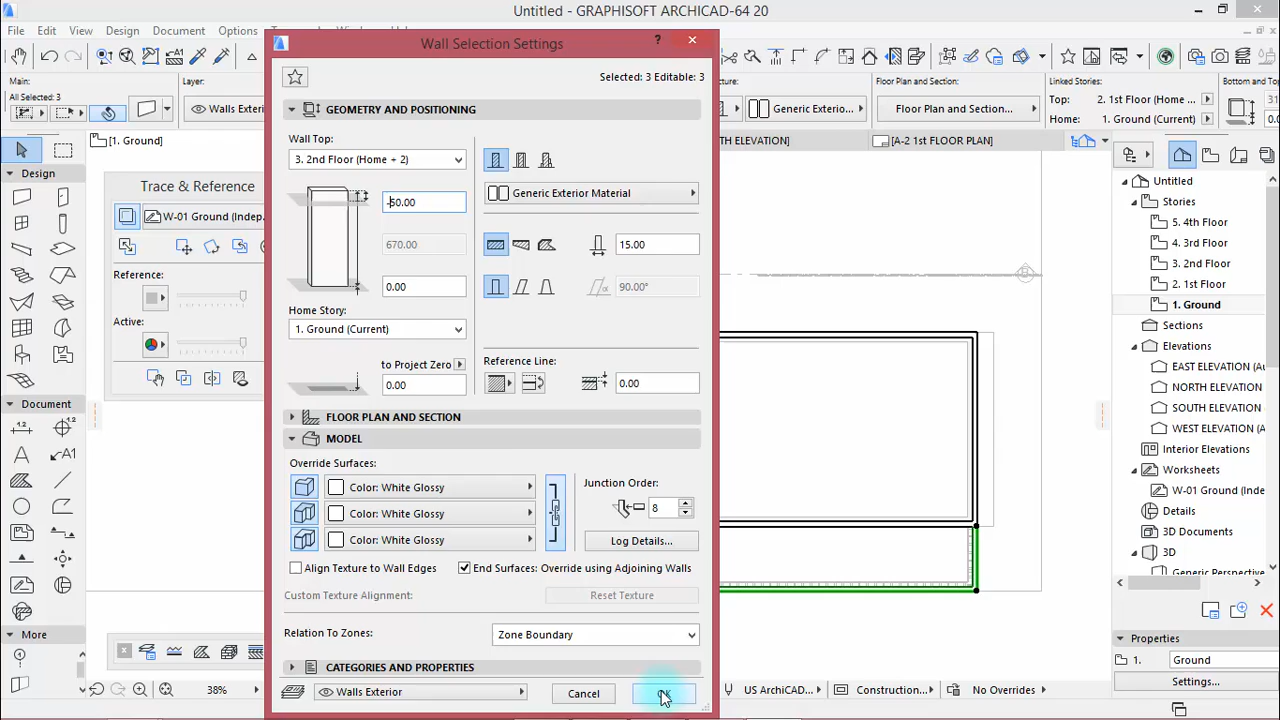 Untitled - GRAPHISOFT ARCHICAD-64 20
File Edit View Design Document Options
Wall Selection Settings
?
Main:
All Selected: 3
Layer:
Walls Exterior
Selected: 3 Editable: 3
Floor Plan and Section:
Linked Stories:
Generic Exterio...
Floor Plan and Section...
Top: 2. 1st Floor (Home ...
Home: 1. Ground (Current)
[1. Ground]
[A-2 1st FLOOR PLAN]
GEOMETRY AND POSITIONING
Wall Top:
3. 2nd Floor (Home + 2)
Generic Exterior Material
-50.00
670.00
15.00
0.00
90.00°
Home Story:
1. Ground (Current)
to Project Zero
0.00
Reference Line:
0.00
FLOOR PLAN AND SECTION
MODEL
Override Surfaces:
Color: White Glossy
Color: White Glossy
Color: White Glossy
Junction Order:
8
Log Details...
Align Texture to Wall Edges
End Surfaces: Override using Adjoining Walls
Custom Texture Alignment:
Reset Texture
Relation To Zones:
Zone Boundary
CATEGORIES AND PROPERTIES
Walls Exterior
Cancel
OK
Design
Document
More
Trace & Reference
W-01 Ground (Indep...
Reference:
Active:
38%
Untitled
Stories
5. 4th Floor
4. 3rd Floor
3. 2nd Floor
2. 1st Floor
1. Ground
Sections
Elevations
EAST ELEVATION (Au
NORTH ELEVATION
SOUTH ELEVATION
WEST ELEVATION (A
Interior Elevations
Worksheets
W-01 Ground (Inde
Details
3D Documents
3D
Generic Perspective
Properties
1. Ground
Settings...
US ArchiCAD...
Construction...
No Overrides